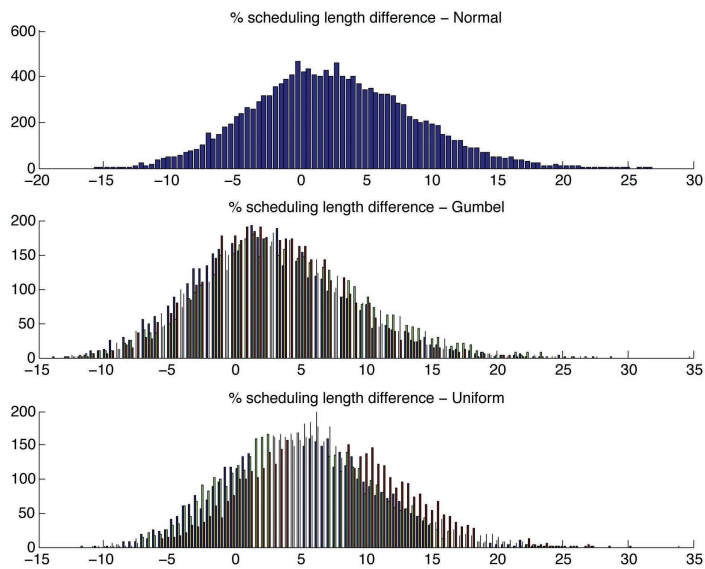 % scheduling length difference – Normal
600
400
200
0
–20 –15 –10 –5 0 5 10 15 20 25 30 35
% scheduling length difference – Gumbel
200
150
100
50
0
–15 –10 –5 0 5 10 15 20 25 30 35
% scheduling length difference – Uniform
200
150
100
50
0
–15 –10 –5 0 5 10 15 20 25 30 35